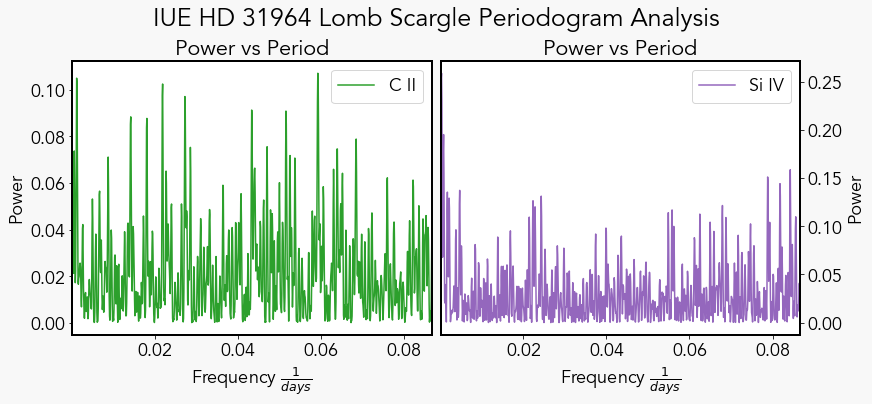 IUE HD 31964 Lomb Scargle Periodogram Analysis
Power vs Period
C II
0.10
0.08
0.06
0.04
0.02
0.00
Power
0.02
0.04
0.06
0.08
Frequency 1/days
Power vs Period
Si IV
0.25
0.20
0.15
0.10
0.05
0.00
Power
0.02
0.04
0.06
0.08
Frequency 1/days